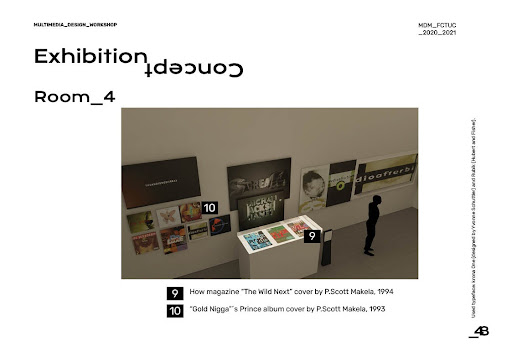 MULTIMEDIA_DESIGN_WORKSHOP
MDM_FCTUC
_2020_2021
Exhibition
Concept
Room_4
10
9
9 How magazine "The Wild Next" cover by P.Scott Makela, 1994
10 "Gold Nigga"´s Prince album cover by P.Scott Makela, 1993
Used typeface: Krona One [designed by Yvonne Schuttler] and Rubik [Hubert and Fisher].
_48